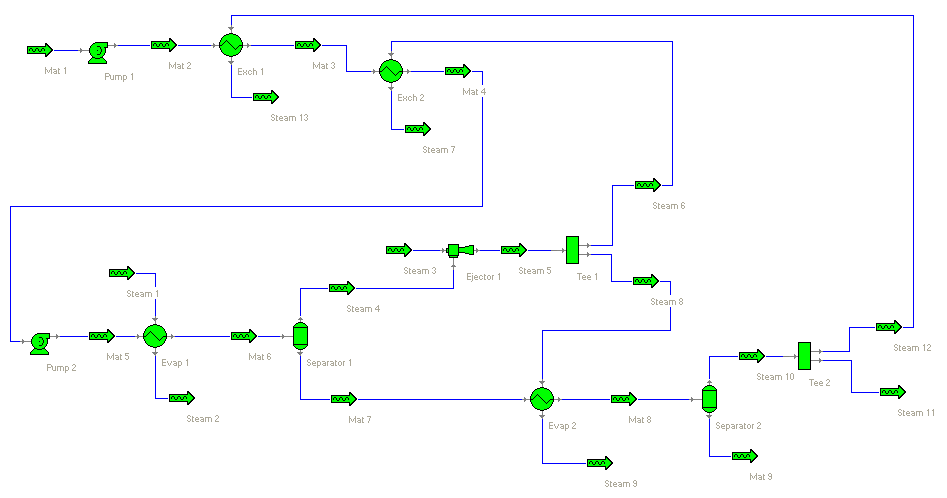 Mat 1
Pump 1
Mat 2
Exch 1
Mat 3
Exch 2
Mat 4
Steam 13
Steam 7
Steam 6
Steam 3
Ejector 1
Steam 5
Tee 1
Steam 1
Steam 4
Steam 8
Pump 2
Mat 5
Evap 1
Mat 6
Separator 1
Steam 12
Steam 10
Tee 2
Steam 2
Mat 7
Evap 2
Mat 8
Separator 2
Steam 11
Steam 9
Mat 9